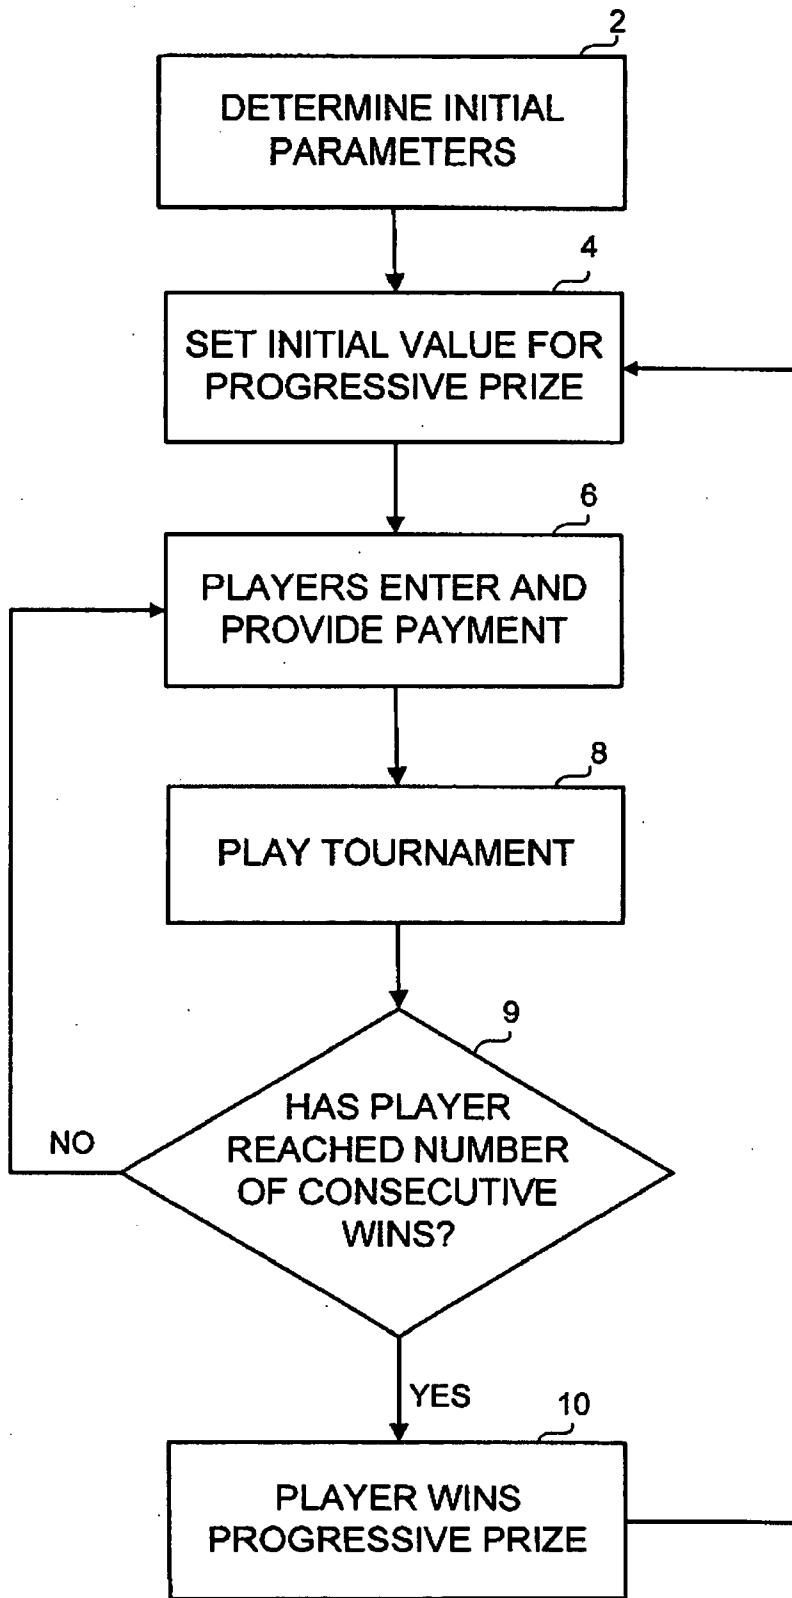 2
DETERMINE INITIAL
PARAMETERS
4
SET INITIAL VALUE FOR
PROGRESSIVE PRIZE
6
PLAYERS ENTER AND
PROVIDE PAYMENT
8
PLAY TOURNAMENT
9
HAS PLAYER
REACHED NUMBER
OF CONSECUTIVE
WINS?
NO
YES
10
PLAYER WINS
PROGRESSIVE PRIZE